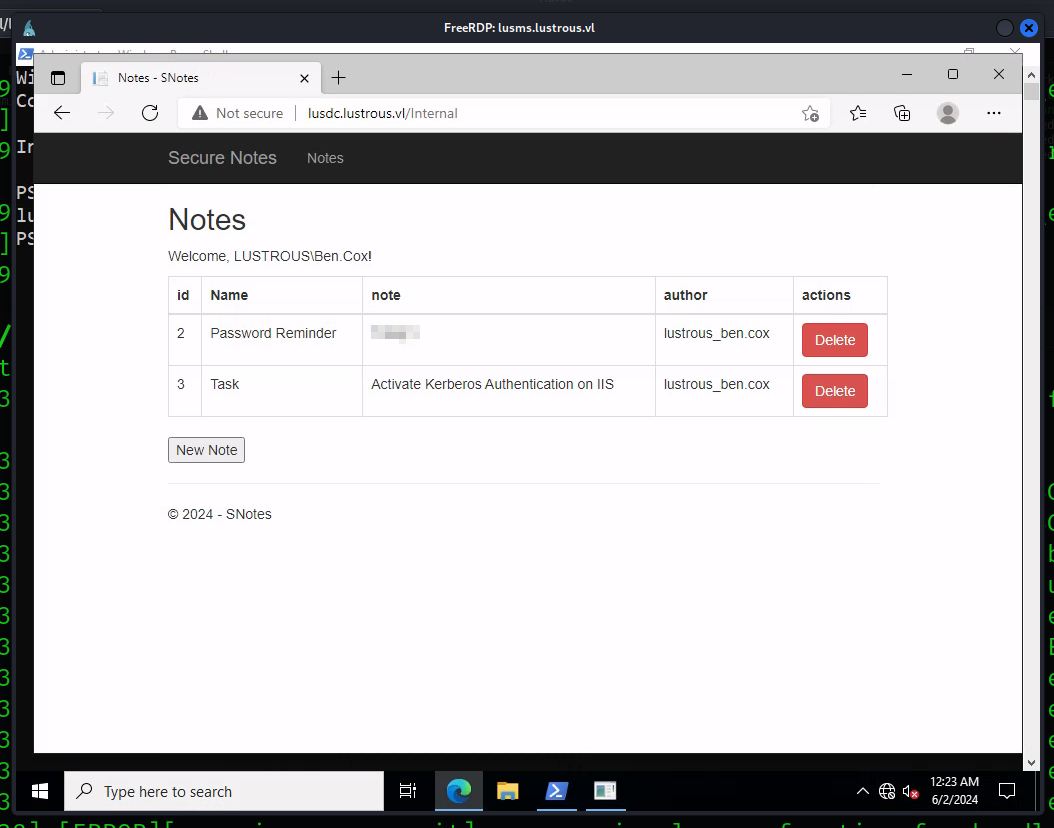 FreeRDP: lusms.lustrous.vl
Notes - SNotes
Not secure lusdc.lustrous.vl/Internal
Secure Notes Notes
Notes
Welcome, LUSTROUS\Ben.Cox!
id Name note author actions
2 Password Reminder lustrous_ben.cox Delete
3 Task Activate Kerberos Authentication on IIS lustrous_ben.cox Delete
New Note
© 2024 - SNotes
Type here to search
12:23 AM
6/2/2024